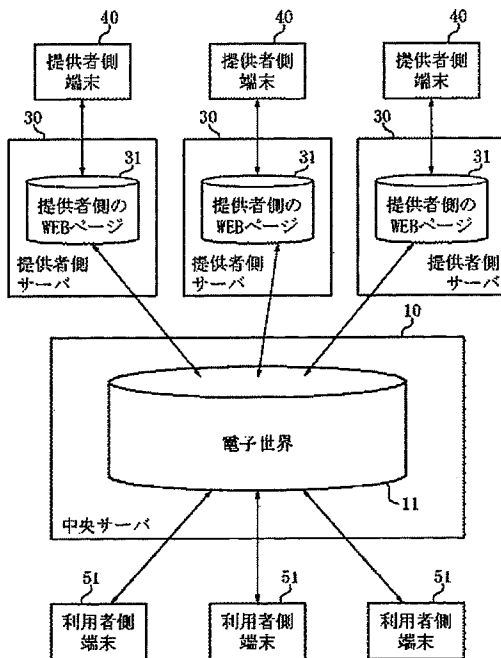 40
40
40
提供者側
端末
提供者側
端末
提供者側
端末
30
30
30
31
31
31
提供者側の
WEBページ
提供者側の
WEBページ
提供者側の
WEBページ
提供者側
サーバ
提供者側
サーバ
提供者側
サーバ
10
電子世界
11
中央サーバ
51
51
51
利用者側
端末
利用者側
端末
利用者側
端末